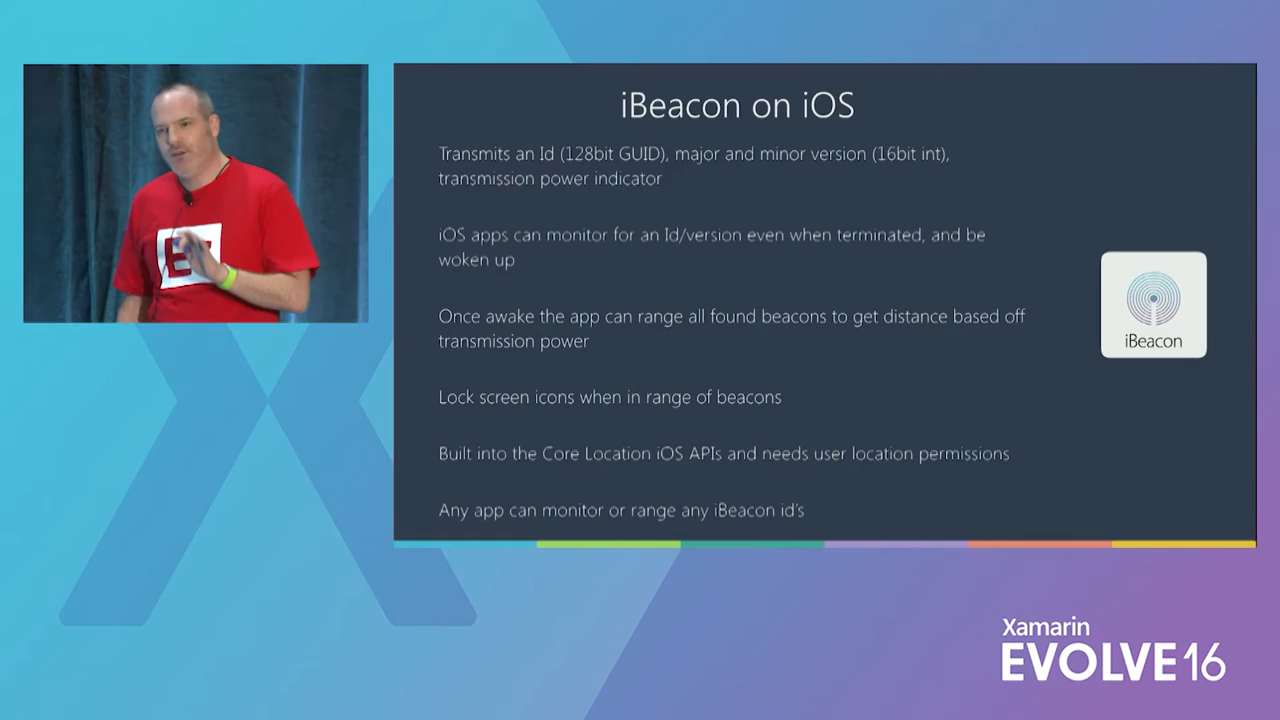 iBeacon on iOS
Transmits an Id (128bit GUID), major and minor version (16bit int),
transmission power indicator
iOS apps can monitor for an Id/version even when terminated, and be
woken up
Once awake the app can range all found beacons to get distance based off
transmission power
Lock screen icons when in range of beacons
Built into the Core Location iOS APIs and needs user location permissions
Any app can monitor or range any iBeacon id's
iBeacon
Xamarin
EVOLVE 16